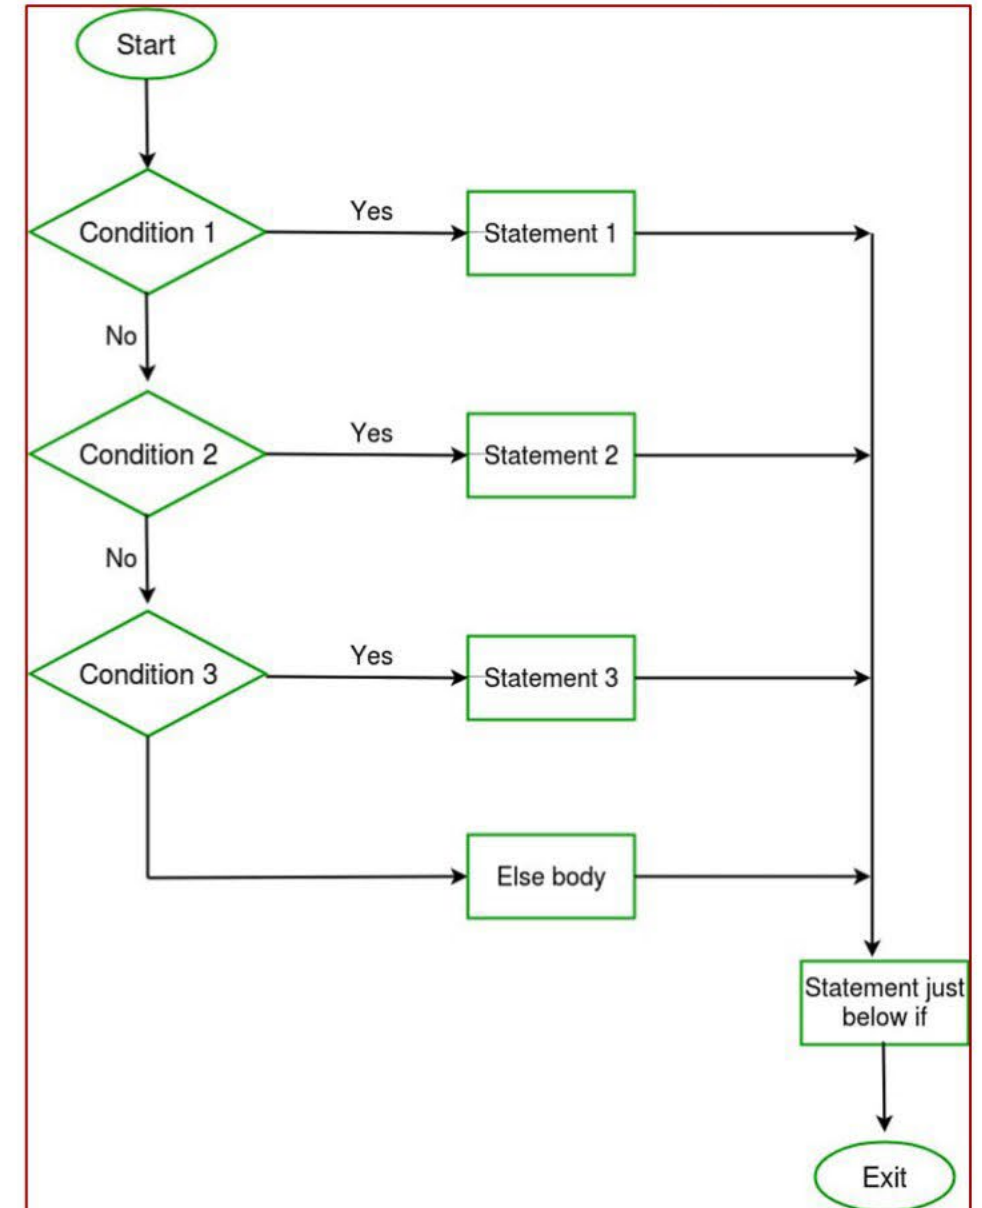 Start
Condition 1
Yes
Statement 1
No
Condition 2
Yes
Statement 2
No
Condition 3
Yes
Statement 3
Else body
Statement just
below if
Exit